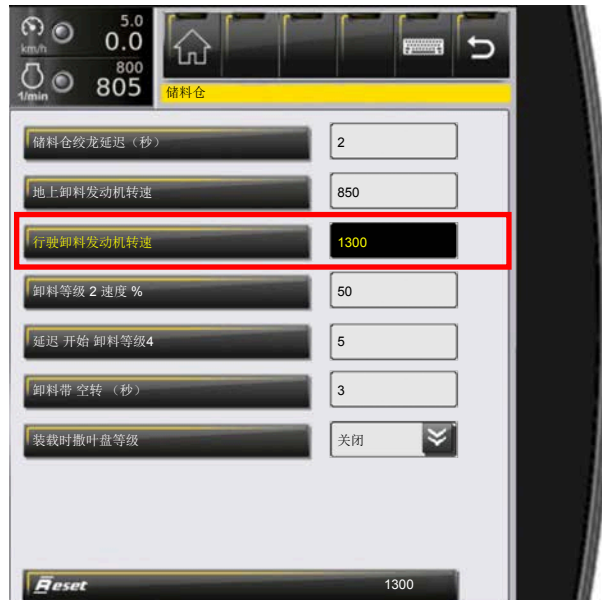 5.0
km/h 0.0
800
1/min 805
储料仓
储料仓绞龙延迟（秒） 2
地上卸料发动机转速 850
行驶卸料发动机转速 1300
卸料等级 2 速度 % 50
延迟 开始 卸料等级4 5
卸料带 空转 （秒） 3
装载时撒叶盘等级 关闭
Reset 1300